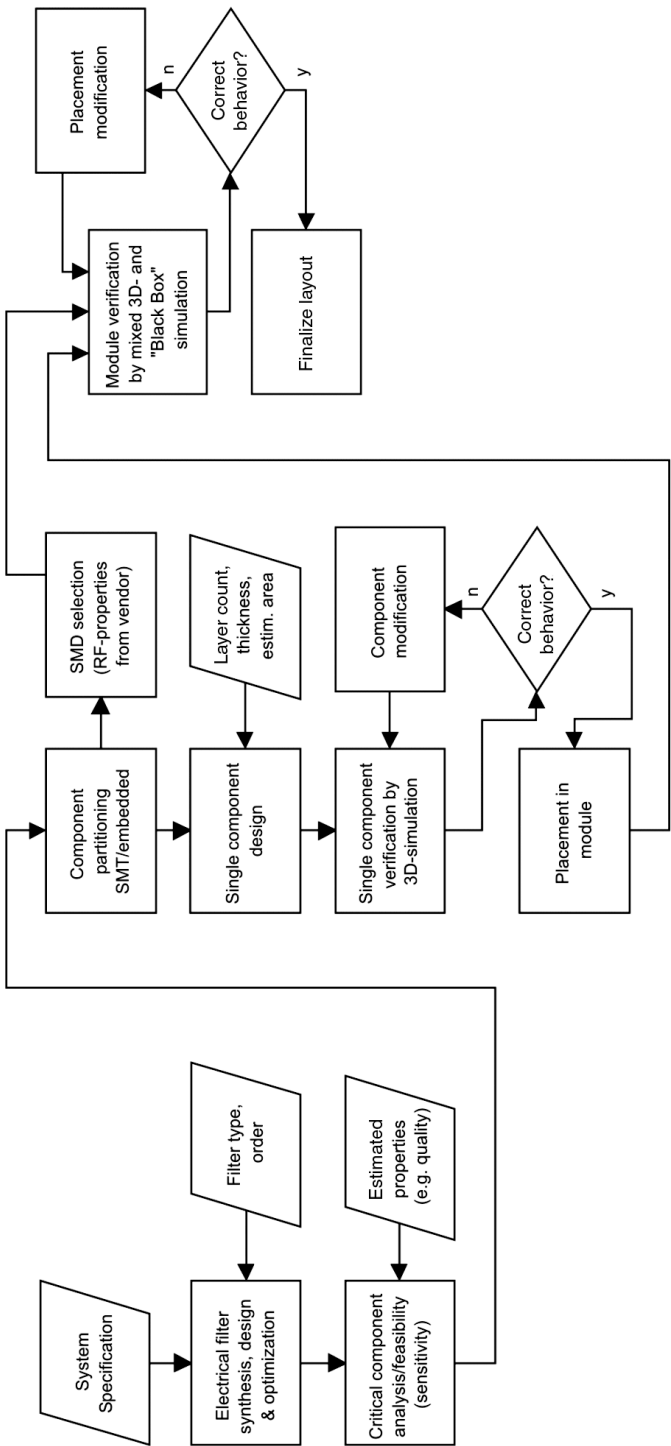 System
Specification
Electrical filter
synthesis, design
& optimization
Filter type,
order
Critical component
analysis/feasibility
(sensitivity)
Estimated
properties
(e.g. quality)
Component
partitioning
SMT/embedded
SMD selection
(RF-properties
from vendor)
Single component
design
Layer count,
thickness,
estim. area
Single component
verification by
3D-simulation
Component
modification
n
Correct
behavior?
y
Placement in
module
Module verification
by mixed 3D- and
"Black Box"
simulation
Placement
modification
n
Correct
behavior?
y
Finalize layout